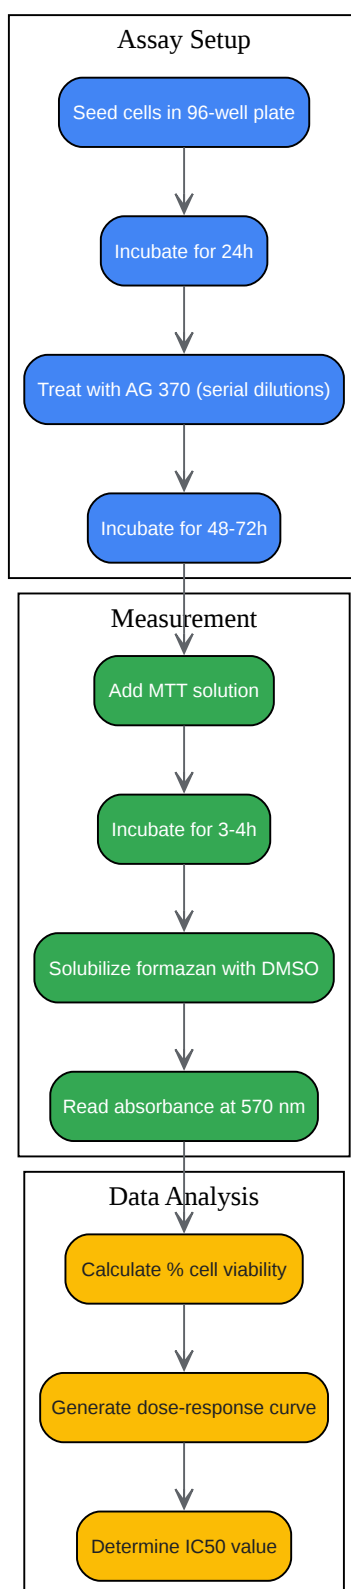 Assay Setup
Seed cells in 96-well plate
Incubate for 24h
Treat with AG 370 (serial dilutions)
Incubate for 48-72h
Measurement
Add MTT solution
Incubate for 3-4h
Solubilize formazan with DMSO
Read absorbance at 570 nm
Data Analysis
Calculate % cell viability
Generate dose-response curve
Determine IC50 value